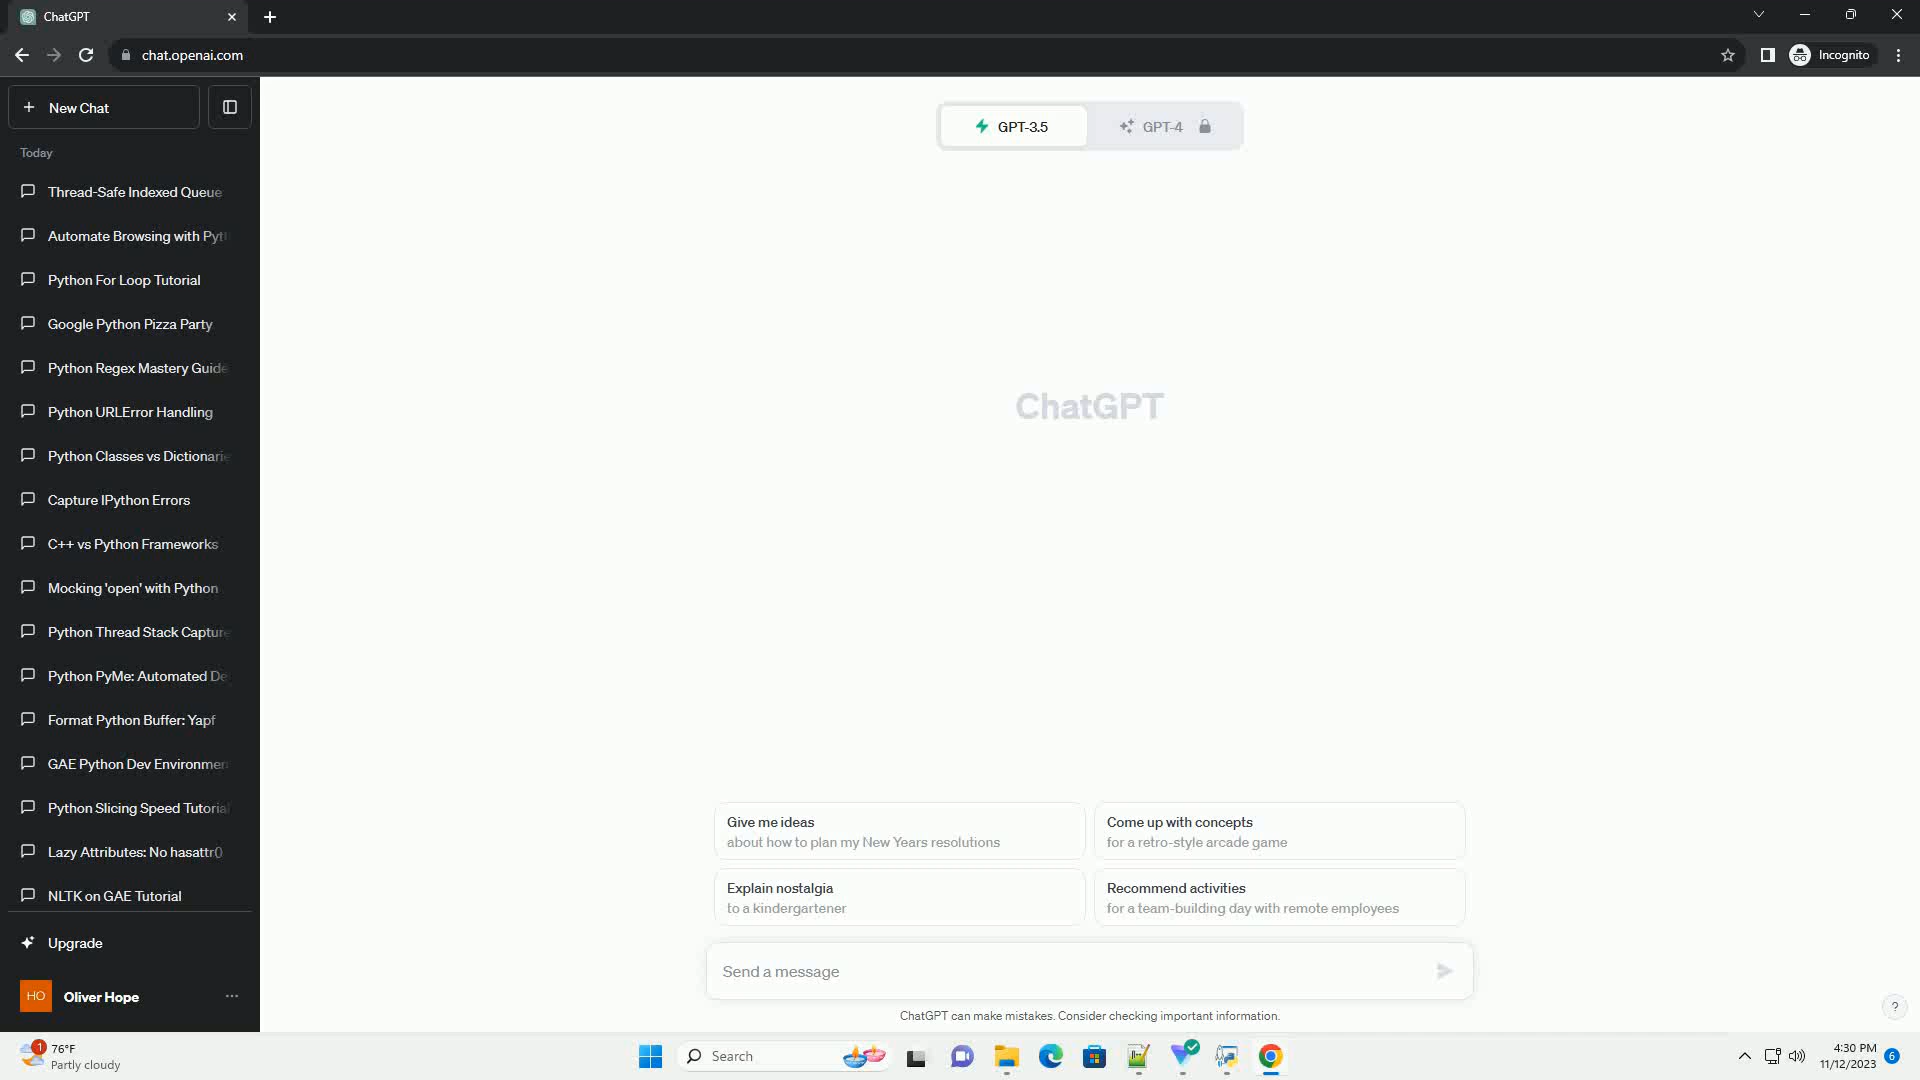 ChatGPT
chat.openai.com
Incognito
New Chat
Today
Thread-Safe Indexed Queue
Automate Browsing with Pyt
Python For Loop Tutorial
Google Python Pizza Party
Python Regex Mastery Guide
Python URLError Handling
Python Classes vs Dictionarie
Capture IPython Errors
C++ vs Python Frameworks
Mocking 'open' with Python
Python Thread Stack Capture
Python PyMe: Automated De
Format Python Buffer: Yapf
GAE Python Dev Environmen
Python Slicing Speed Tutorial
Lazy Attributes: No hasattr()
NLTK on GAE Tutorial
Upgrade
HO
Oliver Hope
GPT-3.5
GPT-4
ChatGPT
Give me ideas
about how to plan my New Years resolutions
Come up with concepts
for a retro-style arcade game
Explain nostalgia
to a kindergartener
Recommend activities
for a team-building day with remote employees
Send a message
ChatGPT can make mistakes. Consider checking important information.
?
1
76°F
Partly cloudy
Search
4:30 PM
11/12/2023
6